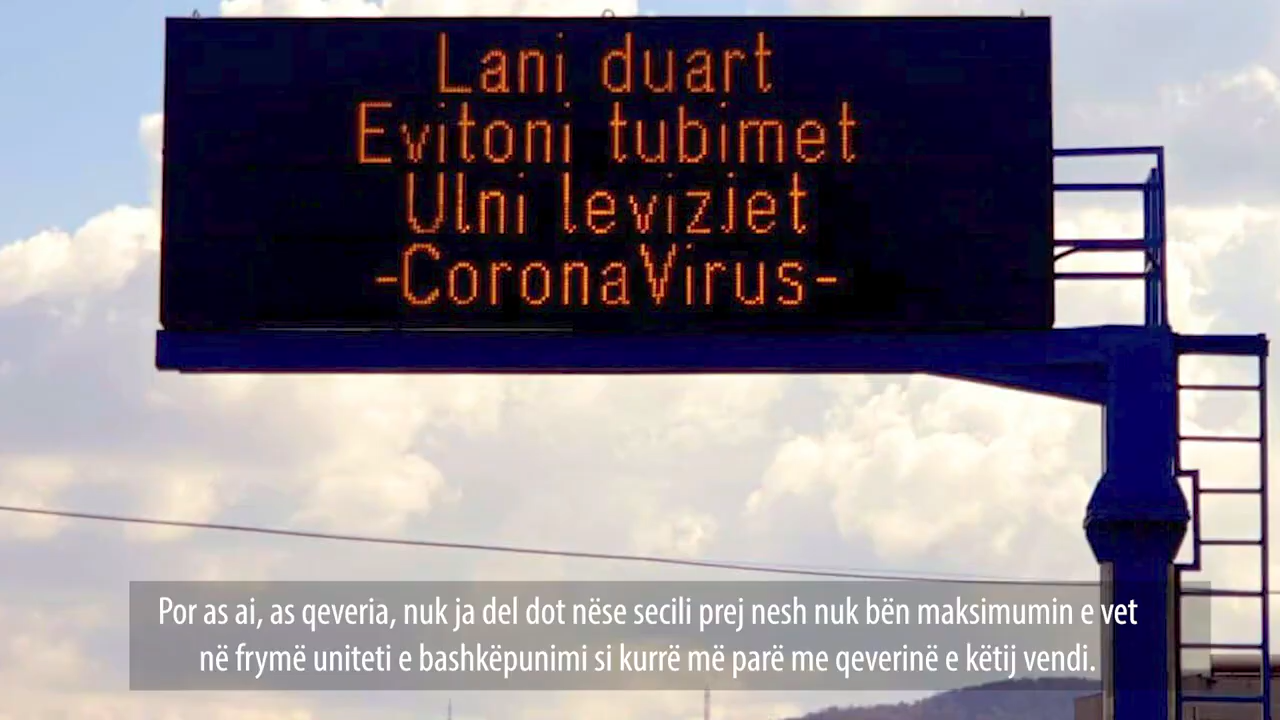 Lani duart
Evitoni tubimet
Ulni levizjet
-CoronaVirus-
Por as ai, as qeveria, nuk ja del dot nëse secili prej nesh nuk bën maksimumin e vet
në frymë uniteti e bashkëpunimi si kurrë më parë me qeverinë e këtij vendi.